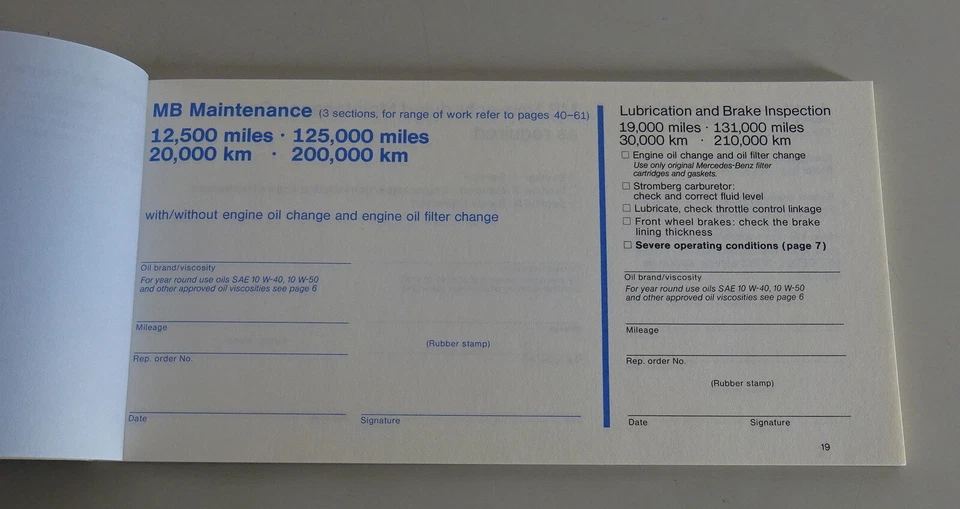 MB Maintenance (3 sections, for range of work refer to pages 40-61)
12,500 miles · 125,000 miles
20,000 km · 200,000 km
with/without engine oil change and engine oil filter change
Oil brand/viscosity
For year round use oils SAE 10 W-40, 10 W-50
and other approved oil viscosities see page 6
Mileage
(Rubber stamp)
Rep. order No.
Date
Signature
Lubrication and Brake Inspection
19,000 miles · 131,000 miles
30,000 km · 210,000 km
☐ Engine oil change and oil filter change
Use only original Mercedes-Benz filter
cartridges and gaskets.
☐ Stromberg carburetor:
check and correct fluid level
☐ Lubricate, check throttle control linkage
☐ Front wheel brakes: check the brake
lining thickness
☐ Severe operating conditions (page 7)
Oil brand/viscosity
For year round use oils SAE 10 W-40, 10 W-50
and other approved oil viscosities see page 6
Mileage
Rep. order No.
(Rubber stamp)
Date Signature
19